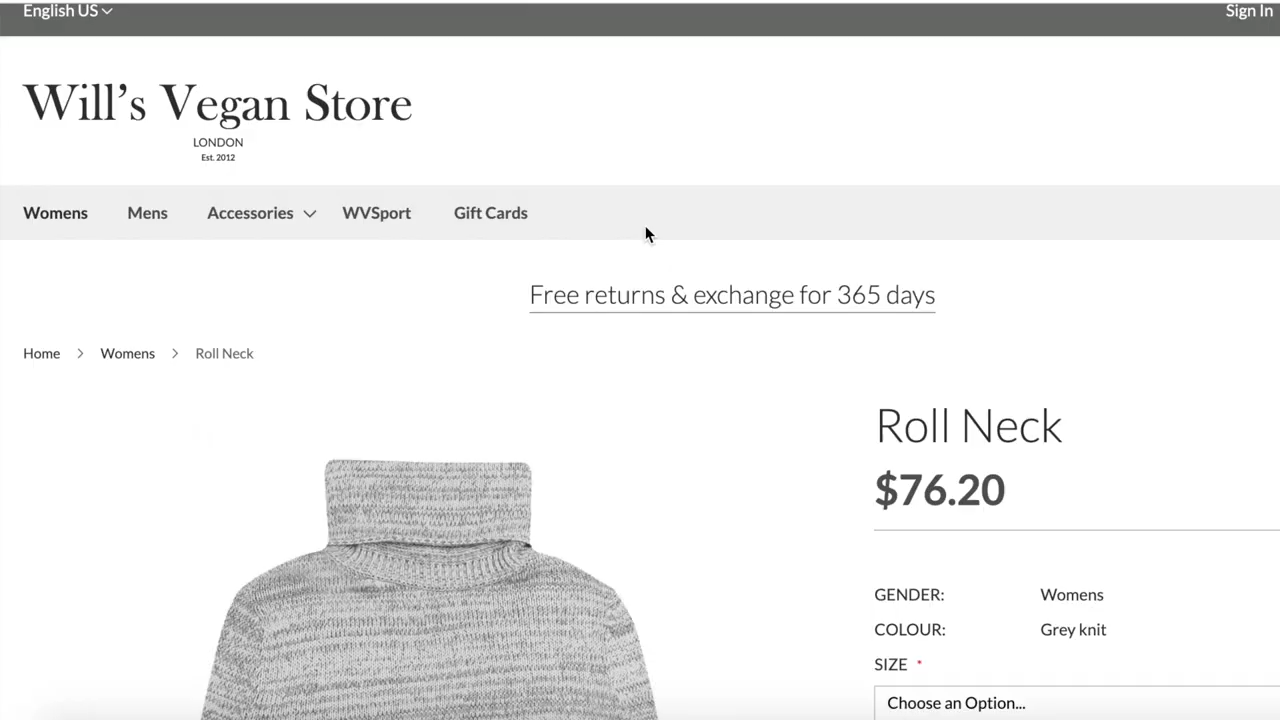 English US
Sign In
Will's Vegan Store
LONDON
Est. 2012
Womens Mens Accessories WVSport Gift Cards
Free returns & exchange for 365 days
Home Womens Roll Neck
Roll Neck
$76.20
GENDER: Womens
COLOUR: Grey knit
SIZE *
Choose an Option...